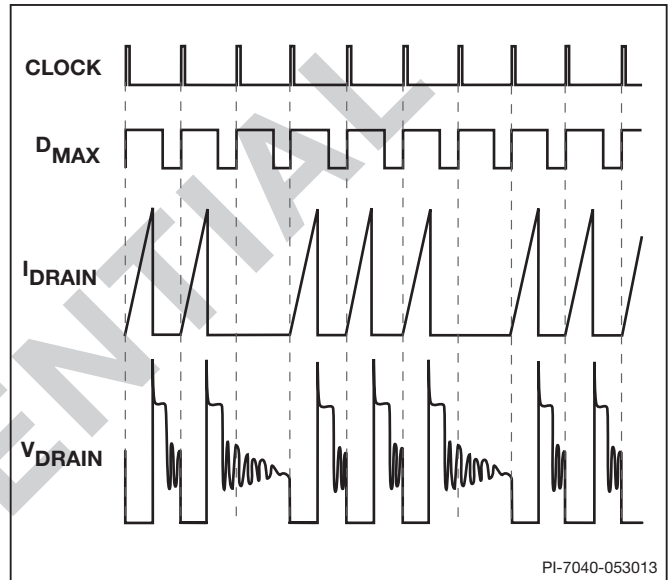 CLOCK
DMAX
IDRAIN
VDRAIN
ENTIAL
PI-7040-053013